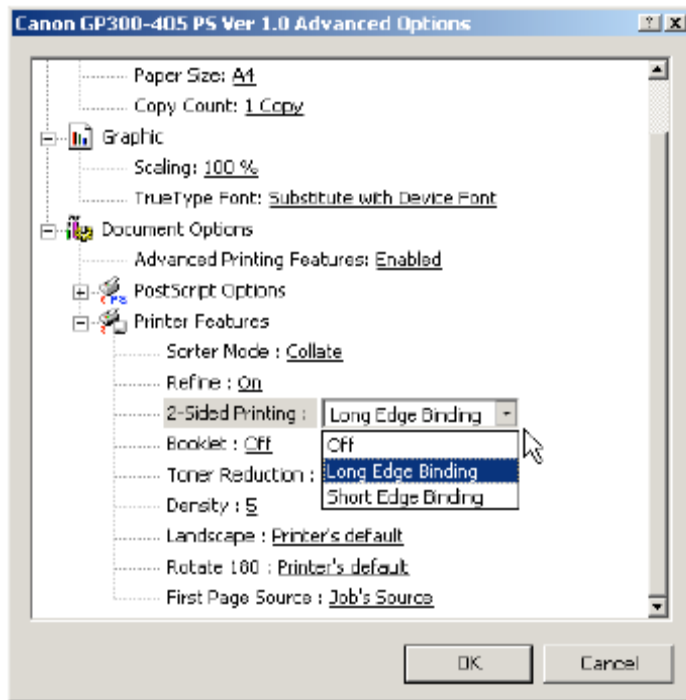 Canon GP300-405 PS Ver 1.0 Advanced Options
Paper Size: A4
Copy Count: 1 Copy
Graphic
Scaling: 100 %
TrueType Font: Substitute with Device Font
Document Options
Advanced Printing Features: Enabled
PostScript Options
Printer Features
Sorter Mode : Collate
Refine : On
2-Sided Printing : Long Edge Binding
Booklet : Off
Off
Toner Reduction :
Long Edge Binding
Short Edge Binding
Density : 5
Landscape : Printer's default
Rotate 180 : Printer's default
First Page Source : Job's Source
OK
Cancel